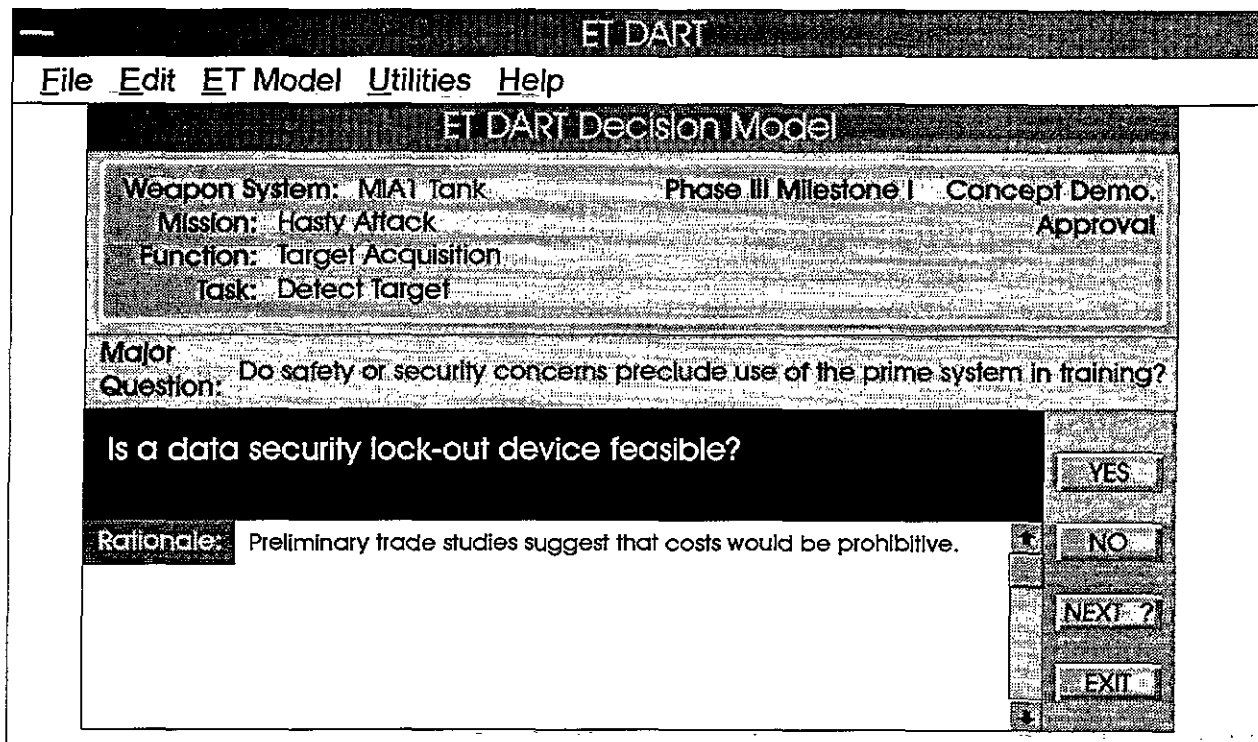 ET DART
File Edit ET Model Utilities Help
ET DART Decision Model
Weapon System: MIA1 Tank Phase III Milestone I Concept Demo.
Mission: Hasty Attack Approval
Function: Target Acquisition
Task: Detect Target
Major
Question: Do safety or security concerns preclude use of the prime system in training?
Is a data security lock-out device feasible?
YES
Rationale: Preliminary trade studies suggest that costs would be prohibitive.
NO
NEXT ?
EXIT